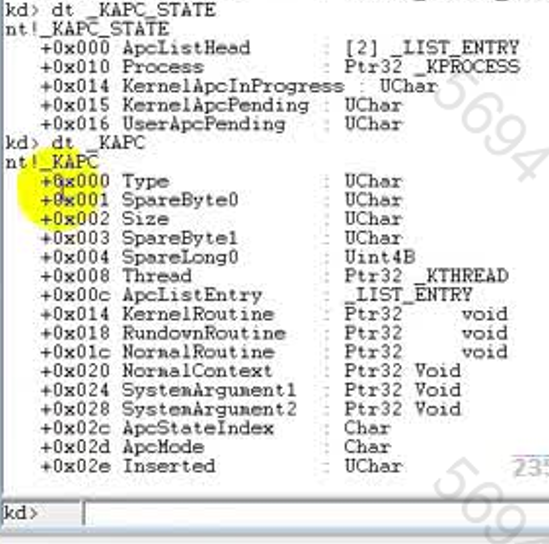 kd> dt _KAPC_STATE
nt!_KAPC_STATE
+0x000 ApcListHead : [2] _LIST_ENTRY
+0x010 Process : Ptr32 _KPROCESS
+0x014 KernelApcInProgress : UChar
+0x015 KernelApcPending : UChar
+0x016 UserApcPending : UChar
kd> dt _KAPC
nt!_KAPC
+0x000 Type : UChar
+0x001 SpareByte0 : UChar
+0x002 Size : UChar
+0x003 SpareByte1 : UChar
+0x004 SpareLong0 : Uint4B
+0x008 Thread : Ptr32 _KTHREAD
+0x00c ApcListEntry : _LIST_ENTRY
+0x014 KernelRoutine : Ptr32 void
+0x018 RundownRoutine : Ptr32 void
+0x01c NormalRoutine : Ptr32 void
+0x020 NormalContext : Ptr32 Void
+0x024 SystemArgument1 : Ptr32 Void
+0x028 SystemArgument2 : Ptr32 Void
+0x02c ApcStateIndex : Char
+0x02d ApcMode : Char
+0x02e Inserted : UChar
kd>
5694